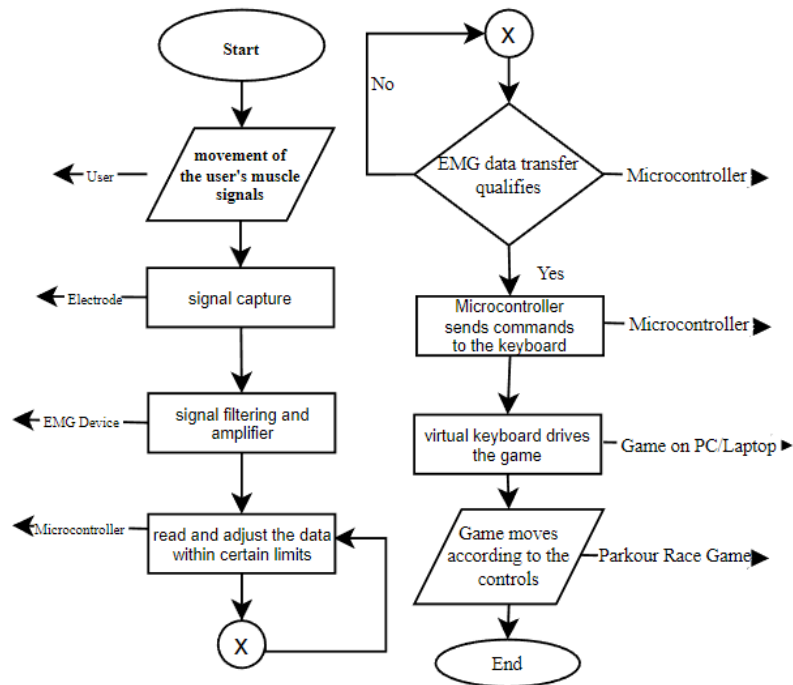 Start
movement of
the user's muscle
signals
User
signal capture
Electrode
signal filtering and
amplifier
EMG Device
read and adjust the data
within certain limits
Microcontroller
X
X
No
EMG data transfer
qualifies
Microcontroller
Yes
Microcontroller
sends commands
to the keyboard
Microcontroller
virtual keyboard drives
the game
Game on PC/Laptop
Game moves
according to the
controls
Parkour Race Game
End